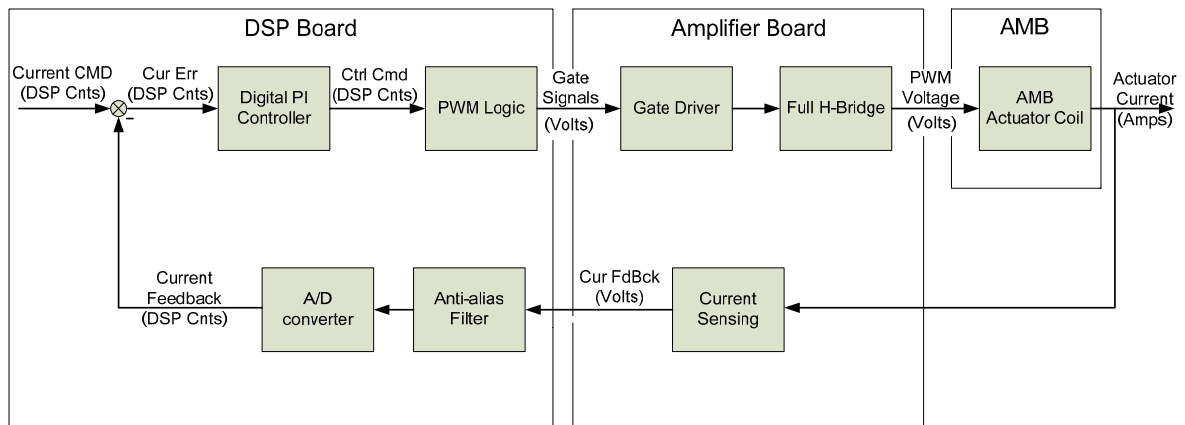 DSP Board
Amplifier Board
AMB
Current CMD
(DSP Cnts)
Cur Err
(DSP Cnts)
Digital PI
Controller
Ctrl Cmd
(DSP Cnts)
PWM Logic
Gate
Signals
(Volts)
Gate Driver
Full H-Bridge
PWM
Voltage
(Volts)
AMB
Actuator Coil
Actuator
Current
(Amps)
-
Current
Feedback
(DSP Cnts)
A/D
converter
Anti-alias
Filter
Cur FdBck
(Volts)
Current
Sensing